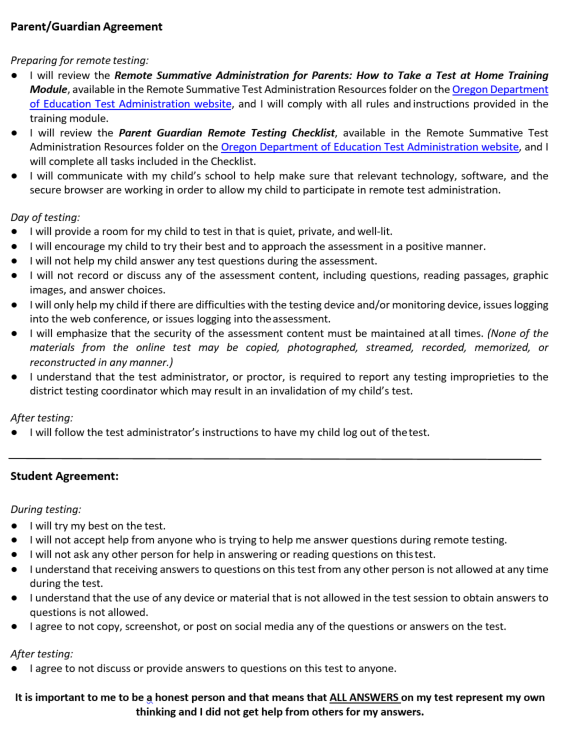 Parent/Guardian Agreement
Preparing for remote testing:
● I will review the Remote Summative Administration for Parents: How to Take a Test at Home Training
Module, available in the Remote Summative Test Administration Resources folder on the Oregon Department
of Education Test Administration website, and I will comply with all rules and instructions provided in the
training module.
● I will review the Parent Guardian Remote Testing Checklist, available in the Remote Summative Test
Administration Resources folder on the Oregon Department of Education Test Administration website, and I
will complete all tasks included in the Checklist.
● I will communicate with my child's school to help make sure that relevant technology, software, and the
secure browser are working in order to allow my child to participate in remote test administration.
Day of testing:
● I will provide a room for my child to test in that is quiet, private, and well-lit.
● I will encourage my child to try their best and to approach the assessment in a positive manner.
● I will not help my child answer any test questions during the assessment.
● I will not record or discuss any of the assessment content, including questions, reading passages, graphic
images, and answer choices.
● I will only help my child if there are difficulties with the testing device and/or monitoring device, issues logging
into the web conference, or issues logging into the assessment.
● I will emphasize that the security of the assessment content must be maintained at all times. (None of the
materials from the online test may be copied, photographed, streamed, recorded, memorized, or
reconstructed in any manner.)
● I understand that the test administrator, or proctor, is required to report any testing improprieties to the
district testing coordinator which may result in an invalidation of my child's test.
After testing:
● I will follow the test administrator's instructions to have my child log out of the test.
Student Agreement:
During testing:
● I will try my best on the test.
● I will not accept help from anyone who is trying to help me answer questions during remote testing.
● I will not ask any other person for help in answering or reading questions on this test.
● I understand that receiving answers to questions on this test from any other person is not allowed at any time
during the test.
● I understand that the use of any device or material that is not allowed in the test session to obtain answers to
questions is not allowed.
● I agree to not copy, screenshot, or post on social media any of the questions or answers on the test.
After testing:
● I agree to not discuss or provide answers to questions on this test to anyone.
It is important to me to be a honest person and that means that ALL ANSWERS on my test represent my own
thinking and I did not get help from others for my answers.